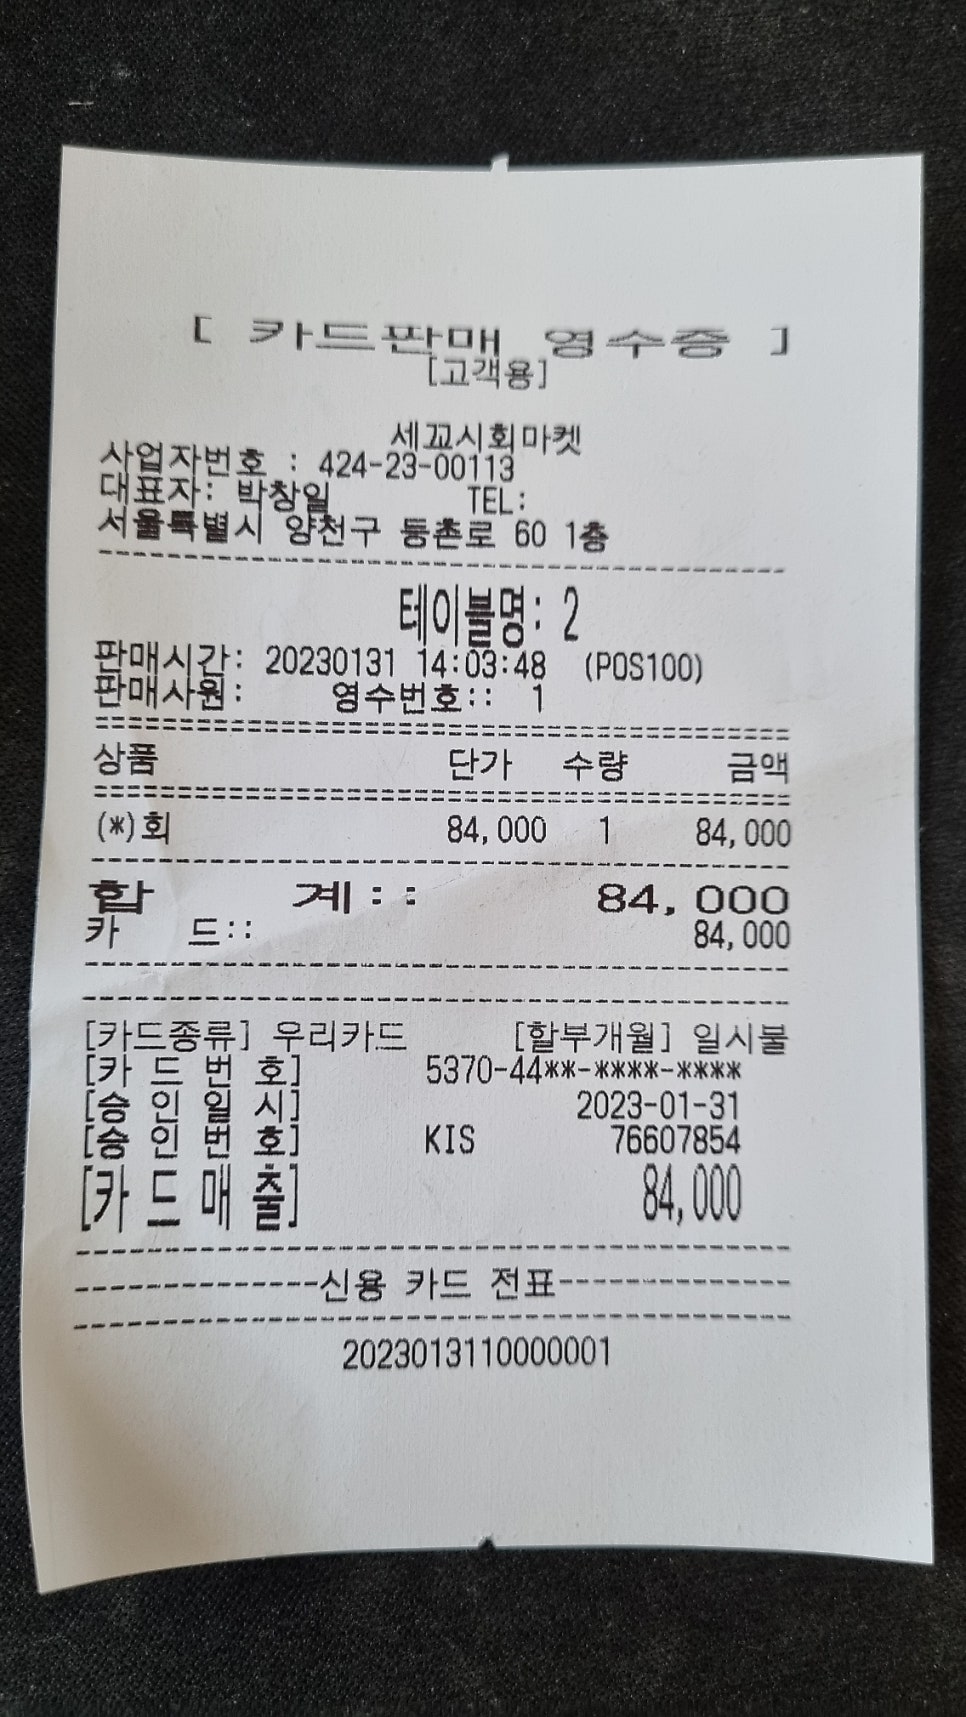 [ 카드판매 영수증 ]
[고객용]
세꼬시회마켓
사업자번호 : 424-23-00113
대표자: 박창일 TEL:
서울특별시 양천구 등촌로 60 1층
테이블명: 2
판매시간: 20230131 14:03:48 (POS100)
판매사원: 영수번호:: 1
상품 단가 수량 금액
(*)회 84,000 1 84,000
합 계:: 84,000
카 드:: 84,000
[카드종류] 우리카드 [할부개월] 일시불
[카 드 번 호] 5370-44**-****-****
[승 인 일 시] 2023-01-31
[승 인 번 호] KIS 76607854
[카 드 매 출] 84,000
--------------신용 카드 전표--------------
2023013110000001